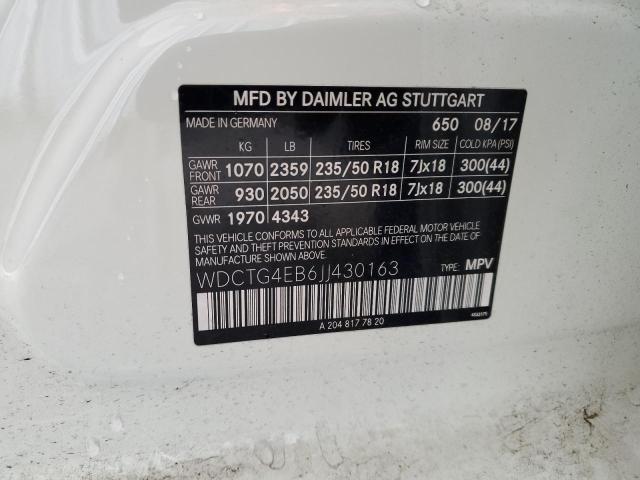 MFD BY DAIMLER AG STUTTGART
MADE IN GERMANY 650 08/17
KG LB TIRES RIM SIZE COLD KPA (PSI)
GAWR FRONT 1070 2359 235/50 R18 7Jx18 300(44)
GAWR REAR 930 2050 235/50 R18 7Jx18 300(44)
GVWR 1970 4343
THIS VEHICLE CONFORMS TO ALL APPLICABLE FEDERAL MOTOR VEHICLE
SAFETY AND THEFT PREVENTION STANDARDS IN EFFECT ON THE DATE OF
MANUFACTURE SHOWN ABOVE.
WDCTG4EB6JJ430163 TYPE: MPV
A 204 817 78 20